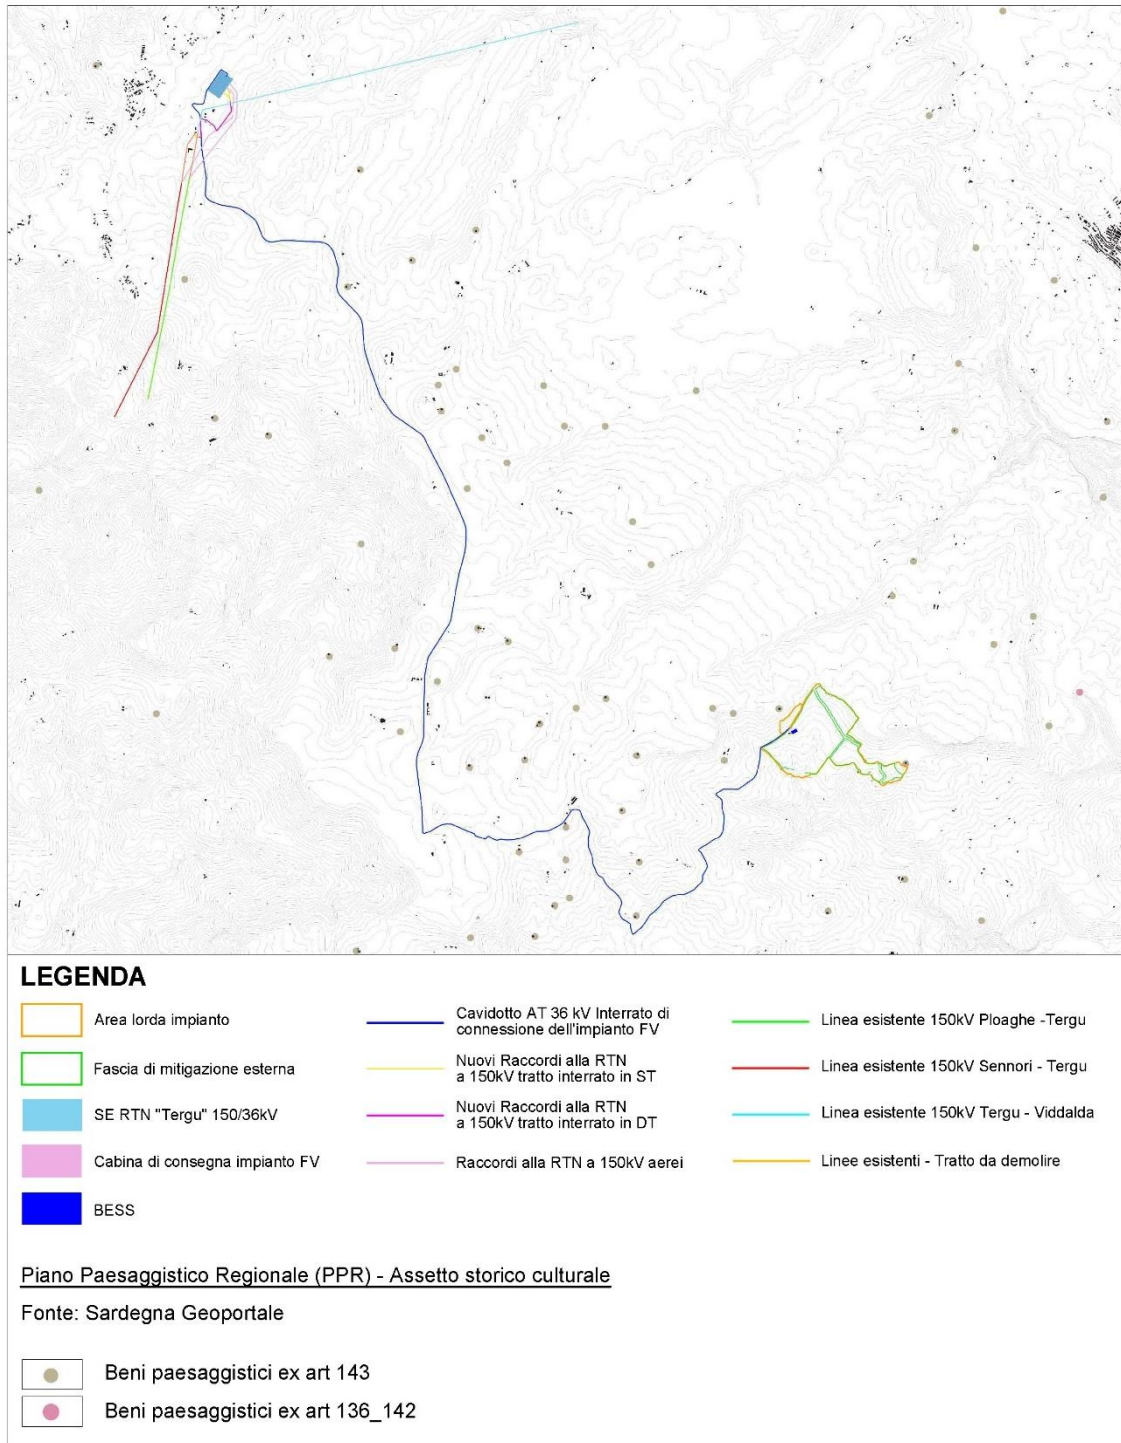 LEGENDA
Area lorda impianto
Fascia di mitigazione esterna
SE RTN "Tergu" 150/36kV
Cabina di consegna impianto FV
BESS
Cavidotto AT 36 kV Interrato di
connessione dell'impianto FV
Nuovi Raccordi alla RTN
a 150kV tratto interrato in ST
Nuovi Raccordi alla RTN
a 150kV tratto interrato in DT
Raccordi alla RTN a 150kV aerei
Linea esistente 150kV Ploaghe -Tergu
Linea esistente 150kV Sennori - Tergu
Linea esistente 150kV Tergu - Viddalda
Linee esistenti - Tratto da demolire
Piano Paesaggistico Regionale (PPR) - Assetto storico culturale
Fonte: Sardegna Geoportale
Beni paesaggistici ex art 143
Beni paesaggistici ex art 136_142